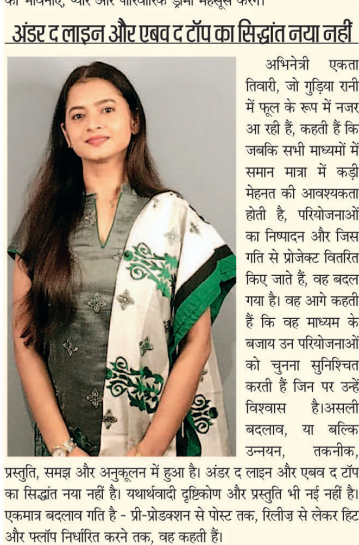 का भावनाए, प्यार और पारिवारिक ड्रामा महसूस करेंगे।
अंडर द लाइन और एबव द टॉप का सिद्धांत नया नहीं
अभिनेत्री एकता
तिवारी, जो गुड़िया रानी
में फूल के रूप में नजर
आ रही हैं, कहती हैं कि
जबकि सभी माध्यमों में
समान मात्रा में कड़ी
मेहनत की आवश्यकता
होती है, परियोजनाओं
का निष्पादन और जिस
गति से प्रोजेक्ट वितरित
किए जाते हैं, वह बदल
गया है। वह आगे कहती
हैं कि वह माध्यम के
बजाय उन परियोजनाओं
को चुनना सुनिश्चित
करती हैं जिन पर उन्हें
विश्वास है।असली
बदलाव, या बल्कि
उन्नयन, तकनीक,
प्रस्तुति, समझ और अनुकूलन में हुआ है। अंडर द लाइन और एबव द टॉप
का सिद्धांत नया नहीं है। यथार्थवादी दृष्टिकोण और प्रस्तुति भी नई नहीं है।
एकमात्र बदलाव गति है - प्री-प्रोडक्शन से पोस्ट तक, रिलीज़ से लेकर हिट
और फ्लॉप निर्धारित करने तक, वह कहती हैं।